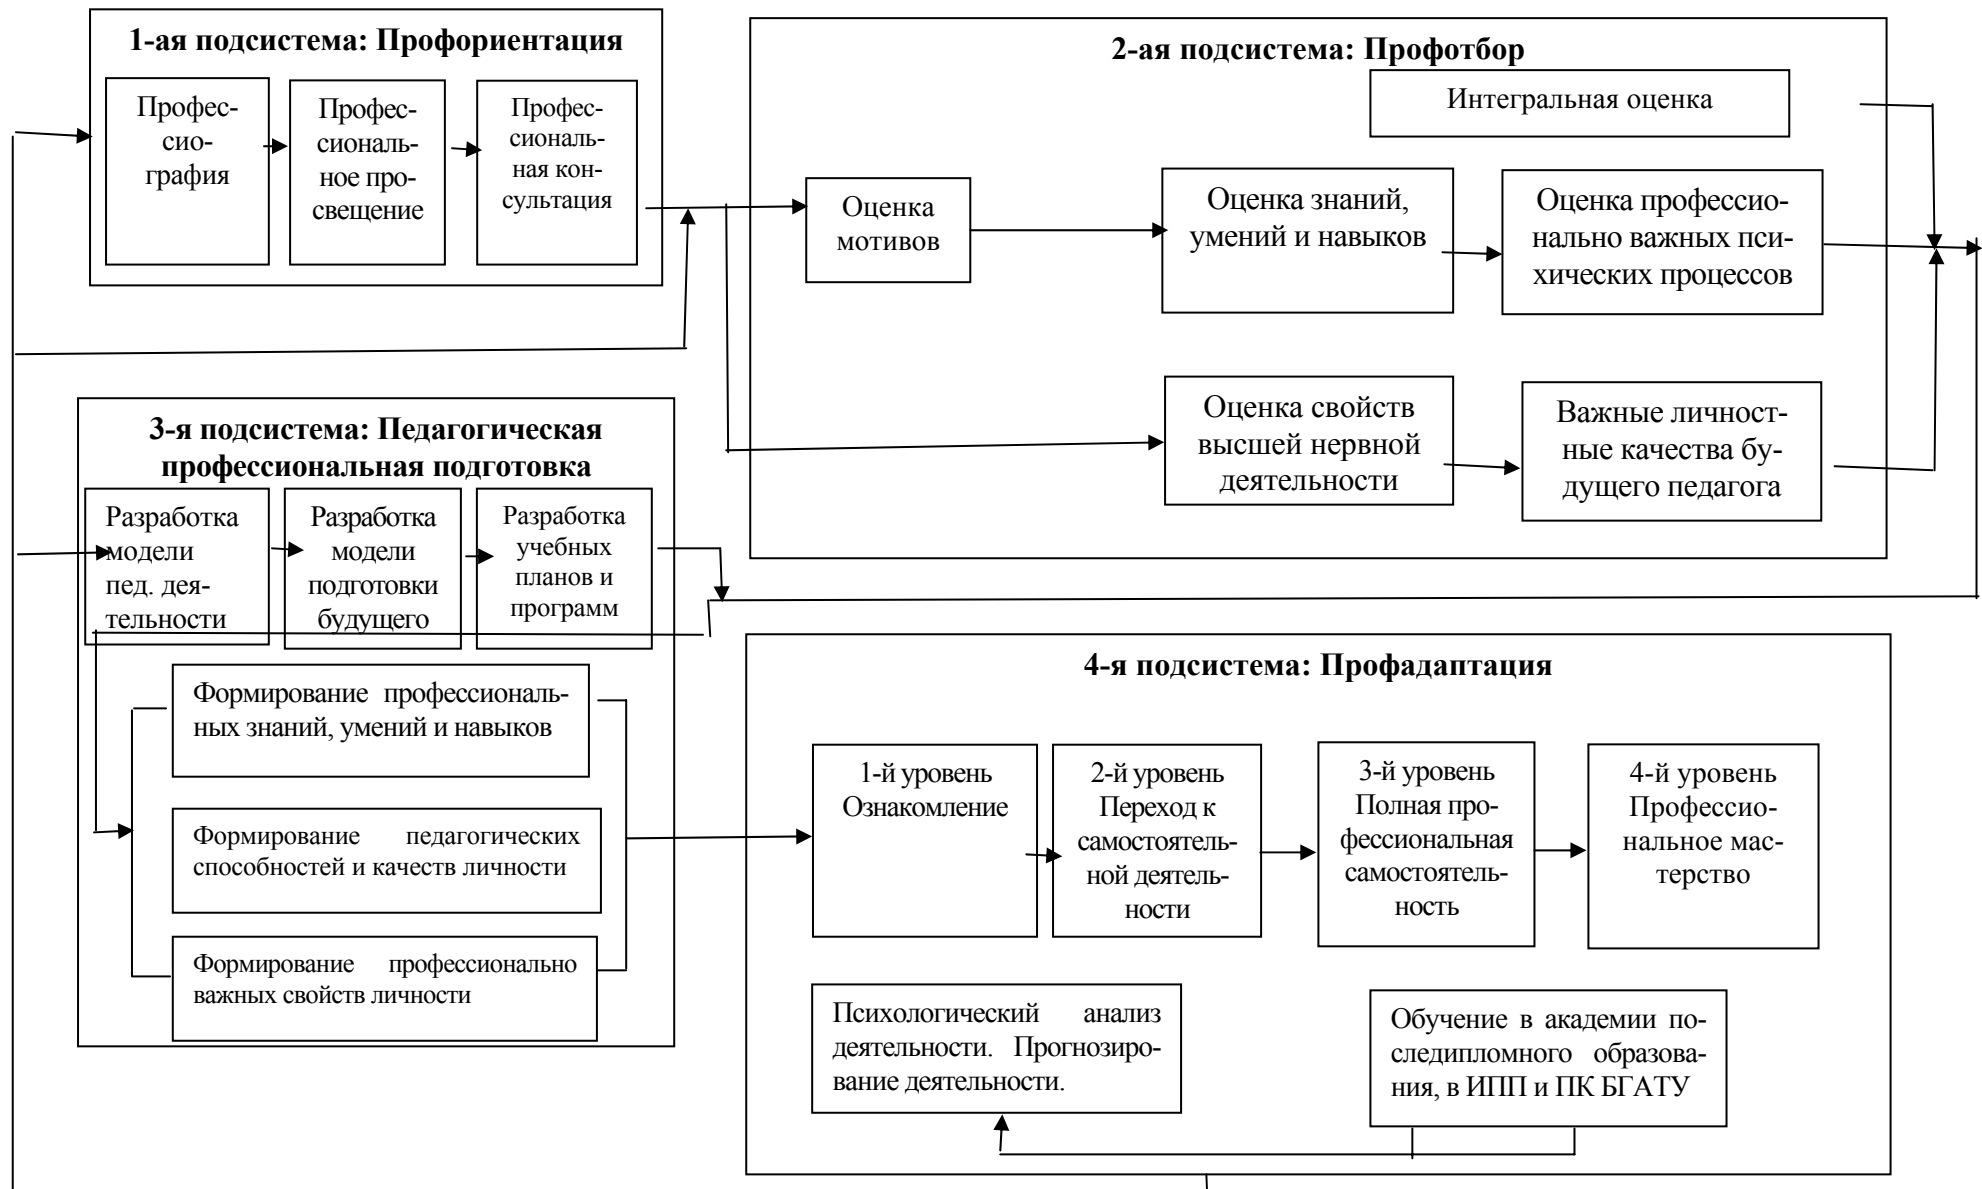 1-ая подсистема: Профориентация
Профес-
сио-
графия
Профес-
сиональ-
ное про-
свещение
Профес-
сиональ-
ная кон-
сультация
2-ая подсистема: Профотбор
Интегральная оценка
Оценка
мотивов
Оценка знаний,
умений и навыков
Оценка профессио-
нально важных пси-
хических процессов
Оценка свойств
высшей нервной
деятельности
Важные личност-
ные качества бу-
дущего педагога
3-я подсистема: Педагогическая
профессиональная подготовка
Разработка
модели
пед. дея-
тельности
Разработка
модели
подготовки
будущего
Разработка
учебных
планов и
программ
Формирование профессиональ-
ных знаний, умений и навыков
Формирование педагогических
способностей и качеств личности
Формирование профессионально
важных свойств личности
4-я подсистема: Профадаптация
1-й уровень
Ознакомление
2-й уровень
Переход к
самостоятель-
ной деятель-
ности
3-й уровень
Полная про-
фессиональная
самостоятель-
ность
4-й уровень
Профессио-
нальное мас-
терство
Психологический анализ
деятельности. Прогнозиро-
вание деятельности.
Обучение в академии по-
следипломного образова-
ния, в ИПП и ПК БГАТУ